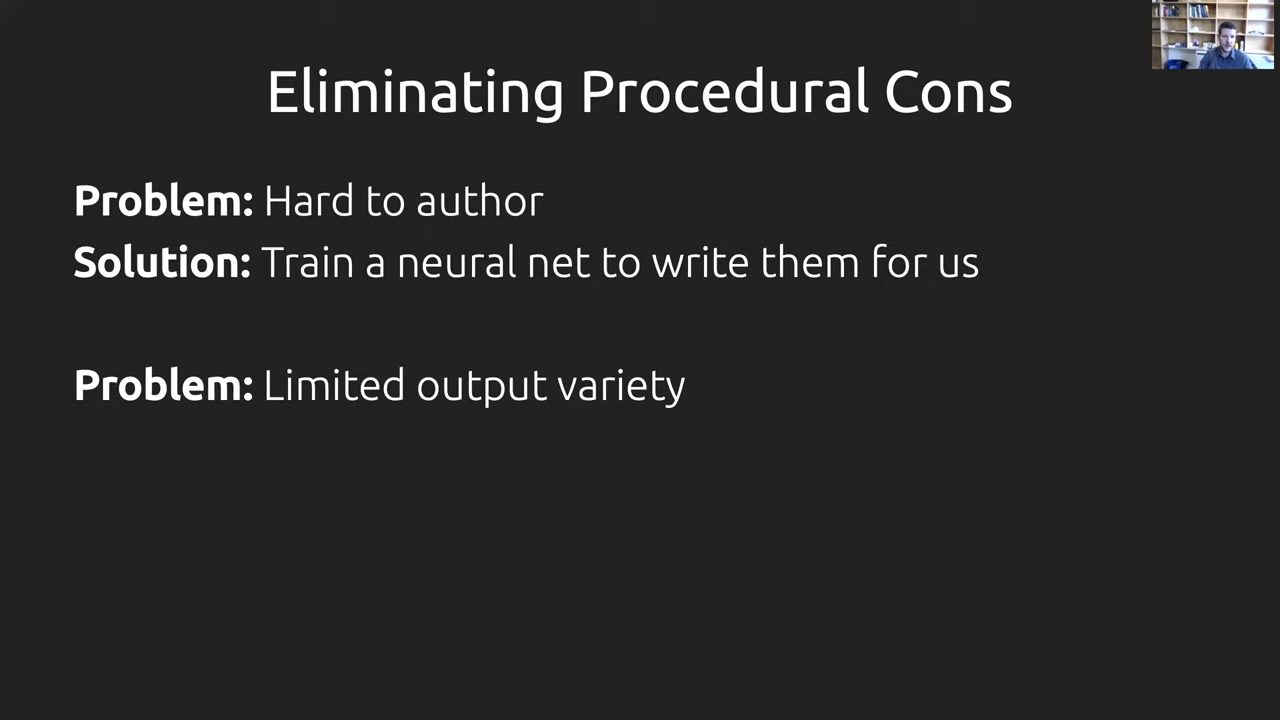 Eliminating Procedural Cons
Problem: Hard to author
Solution: Train a neural net to write them for us
Problem: Limited output variety